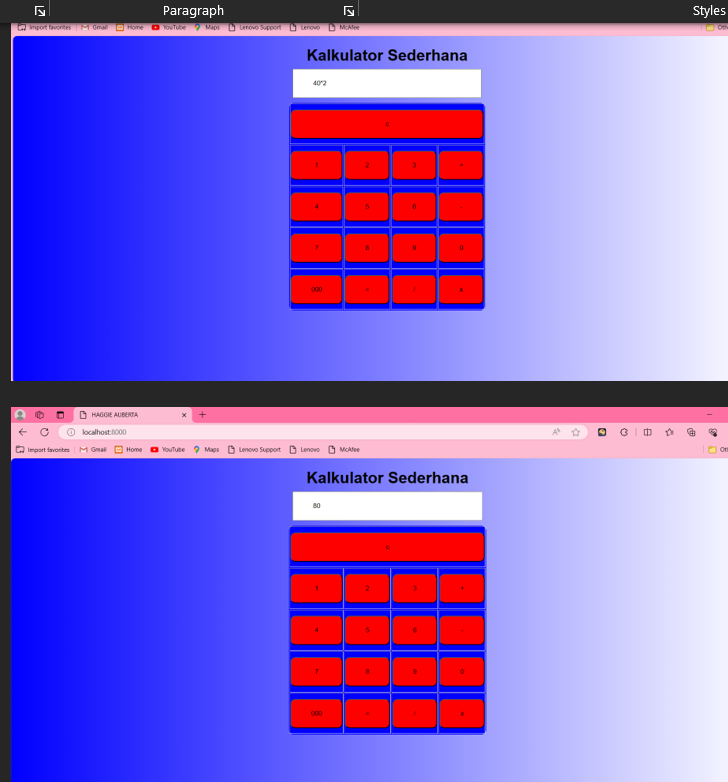 Paragraph Styles
Import favorites Gmail Home YouTube Maps Lenovo Support Lenovo McAfee
Kalkulator Sederhana
40*2
c
1 2 3 +
4 5 6 -
7 8 9 0
000 /
HAGGIE AUBERTA
localhost:8000
Import favorites Gmail Home YouTube Maps Lenovo Support Lenovo McAfee
Kalkulator Sederhana
80
c
1 2 3 +
4 5 6 -
7 8 9 0
000 /